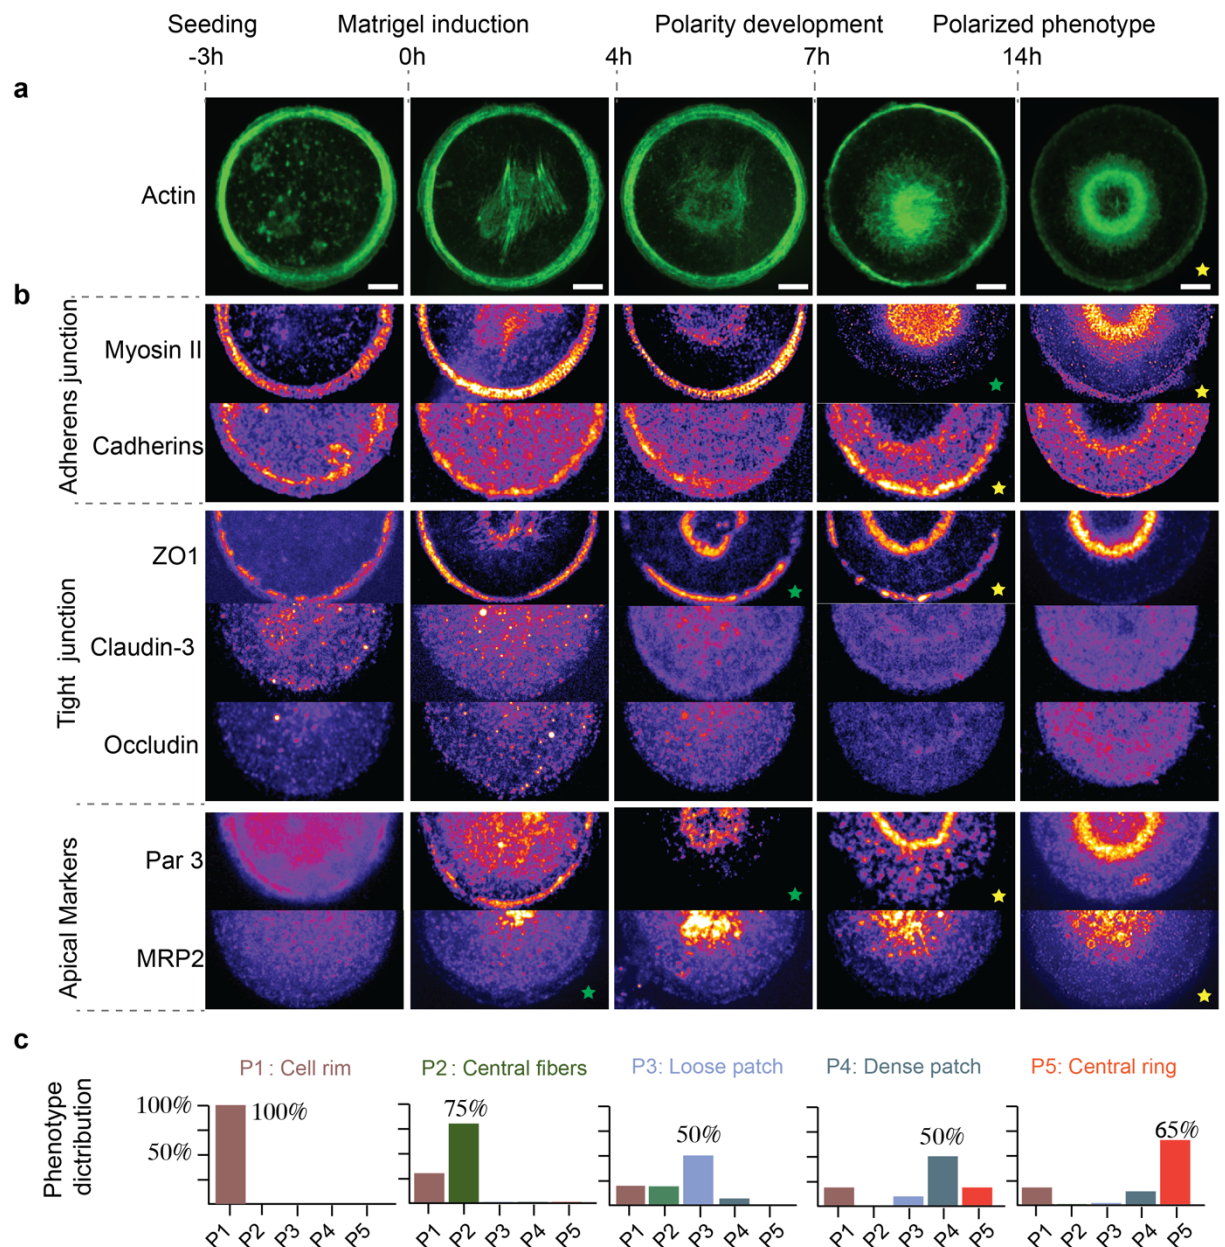 Seeding Matrigel induction Polarity development Polarized phenotype
-3h 0h 4h 7h 14h
a
Actin
b
Adherens junction
Myosin II
Cadherins
Tight junction
ZO1
Claudin-3
Occludin
Apical Markers
Par 3
MRP2
c
P1: Cell rim P2: Central fibers P3: Loose patch P4: Dense patch P5: Central ring
Phenotype
dictribution
100% 100% 75% 50% 50% 65%
50%
P1 P2 P3 P4 P5 P1 P2 P3 P4 P5 P1 P2 P3 P4 P5 P1 P2 P3 P4 P5 P1 P2 P3 P4 P5